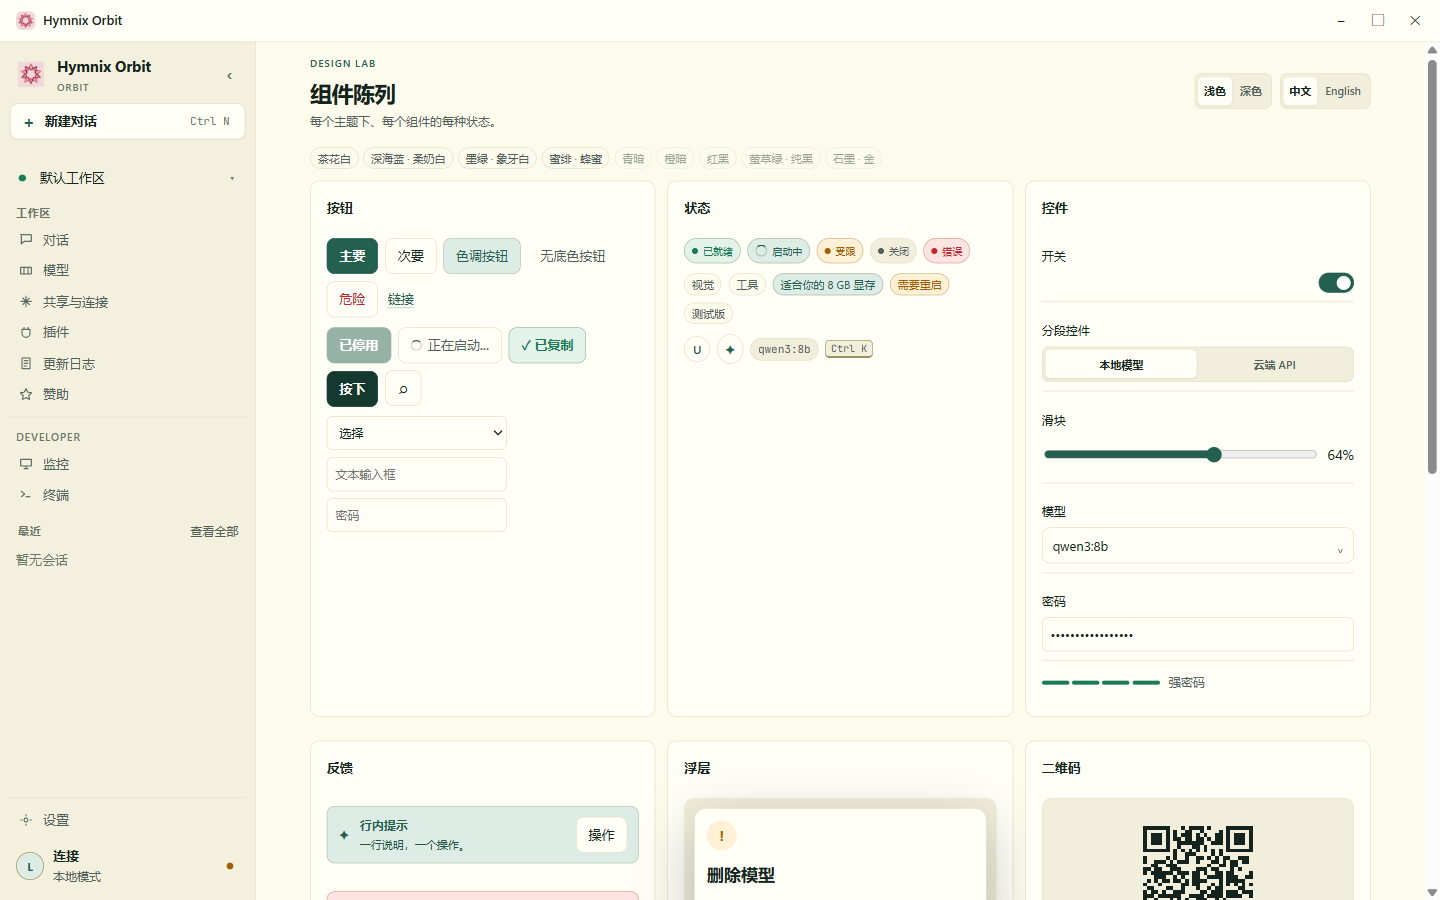 Hymnix Orbit
Hymnix Orbit
ORBIT
新建对话 Ctrl N
默认工作区
工作区
对话
模型
共享与连接
插件
更新日志
赞助
DEVELOPER
监控
终端
最近 查看全部
暂无会话
设置
L 连接
本地模式
DESIGN LAB
组件陈列
每个主题下、每个组件的每种状态。
浅色 深色 中文 English
茶花白 深海蓝 · 柔奶白 墨绿 · 象牙白 蜜绯 · 蜂蜜 青暗 橙暗 红黑 萤草绿 · 纯黑 石墨 · 金
按钮
主要 次要 色调按钮 无底色按钮
危险 链接
已停用 正在启动... ✓ 已复制
按下
选择
文本输入框
密码
状态
已就绪 启动中 受限 关闭 错误
视觉 工具 适合你的 8 GB 显存 需要重启
测试版
U qwen3:8b Ctrl K
控件
开关
分段控件
本地模型 云端 API
滑块
64%
模型
qwen3:8b
密码
•••••••••••••••••
强密码
反馈
行内提示
一行说明，一个操作。
操作
浮层
!
删除模型
二维码